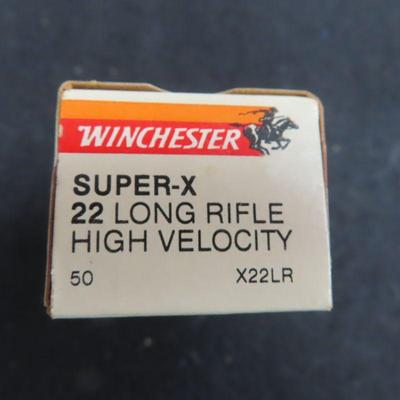 WINCHESTER
SUPER-X
22 LONG RIFLE
HIGH VELOCITY
50 X22LR